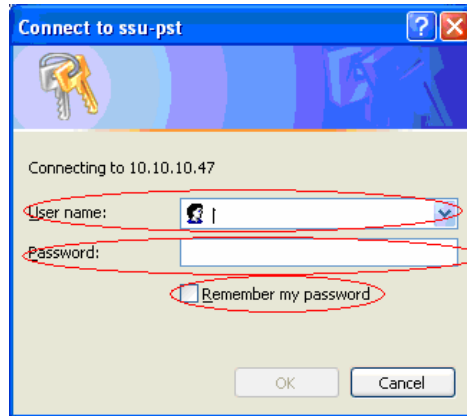 Connect to ssu-pst
Connecting to 10.10.10.47
User name:
Password:
Remember my password
OK Cancel